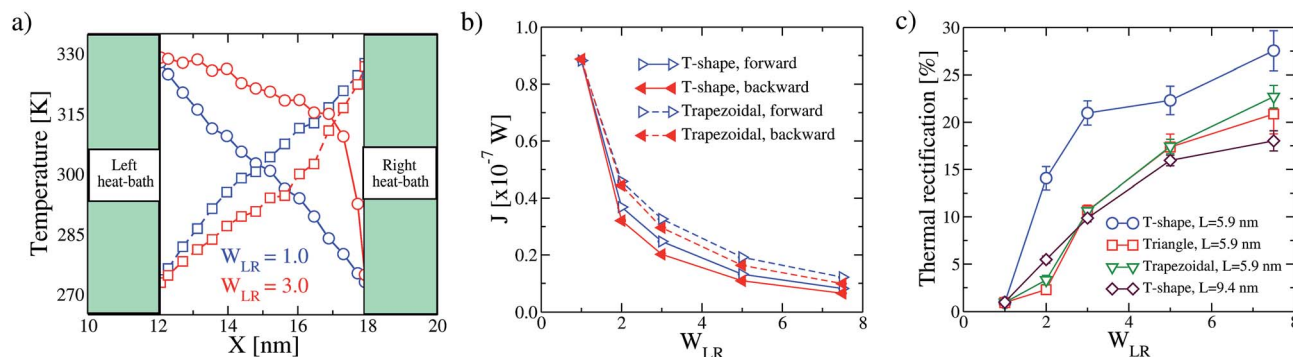 a)
Temperature [K]
330
315
300
285
270
Left
heat-bath
Right
heat-bath
W_LR = 1.0
W_LR = 3.0
10 12 14 16 18 20
X [nm]
b)
J [x10^-7 W]
1
0.8
0.6
0.4
0.2
0
T-shape, forward
T-shape, backward
Trapezoidal, forward
Trapezoidal, backward
0 2 4 6 8
W_LR
c)
Thermal rectification [%]
30
25
20
15
10
5
0
T-shape, L=5.9 nm
Triangle, L=5.9 nm
Trapezoidal, L=5.9 nm
T-shape, L=9.4 nm
0 2 4 6 8
W_LR